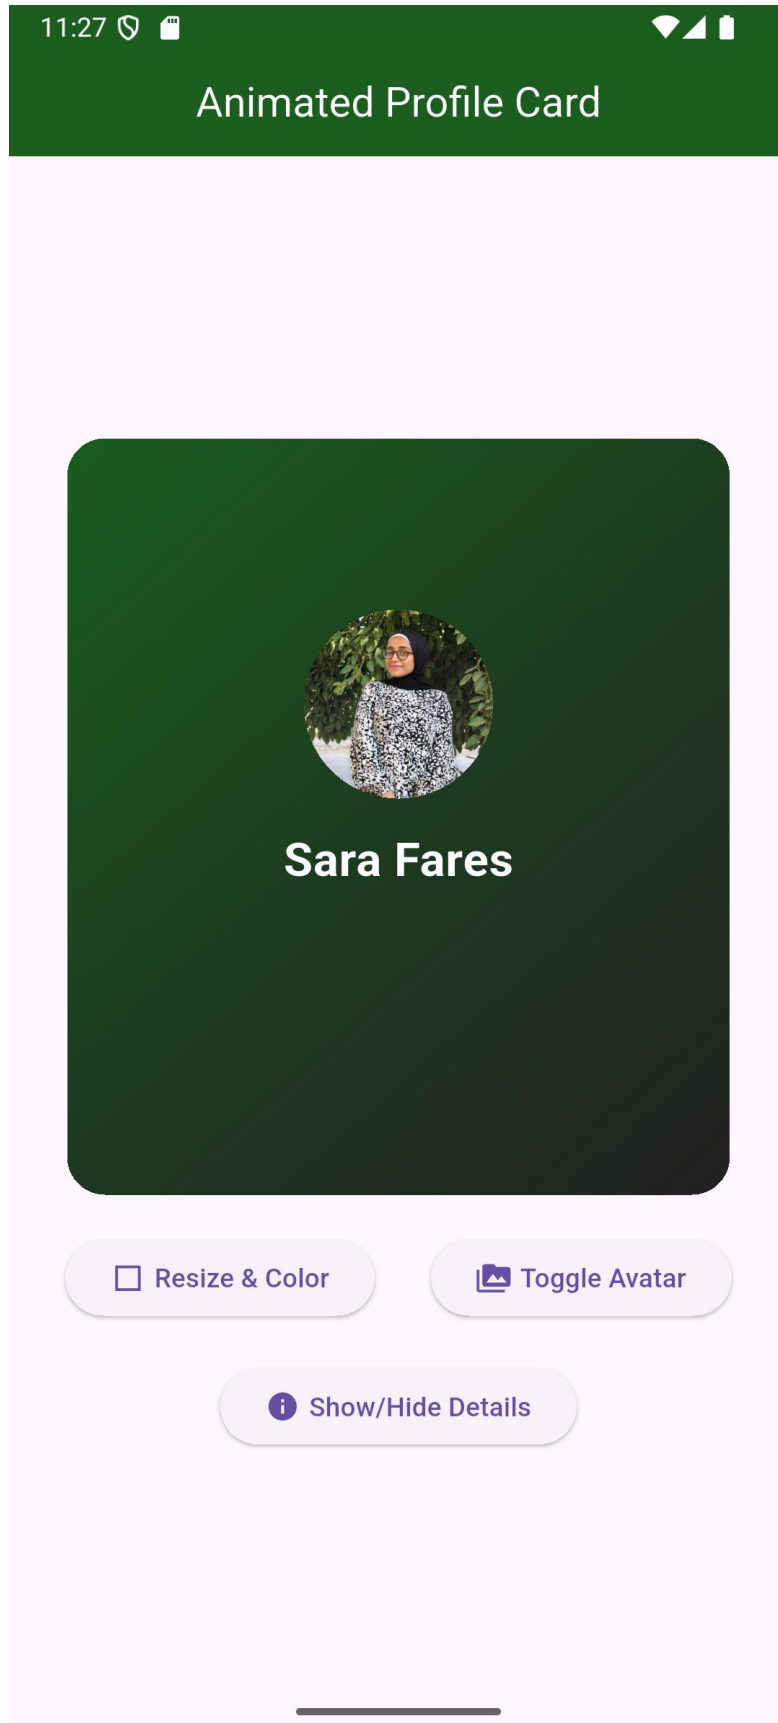 11:27
Animated Profile Card
Sara Fares
Resize & Color
Toggle Avatar
Show/Hide Details